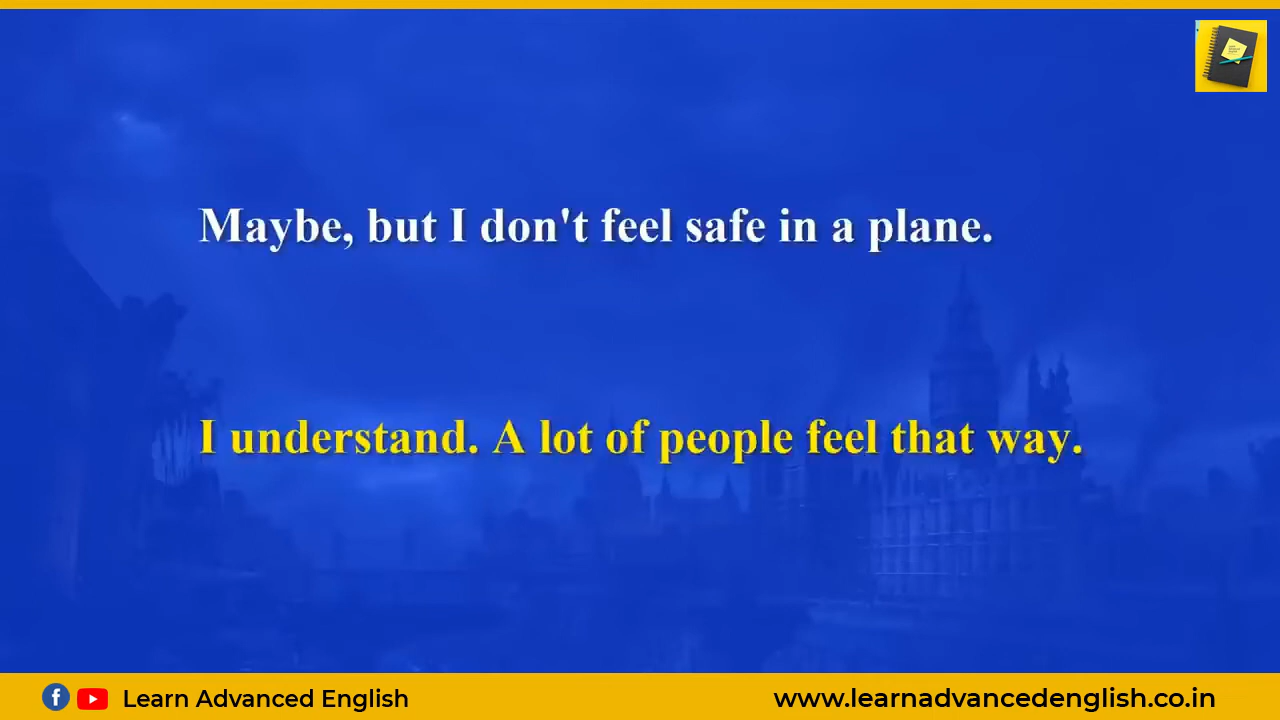 Maybe, but I don't feel safe in a plane.
I understand. A lot of people feel that way.
Learn Advanced English
www.learnadvancedenglish.co.in